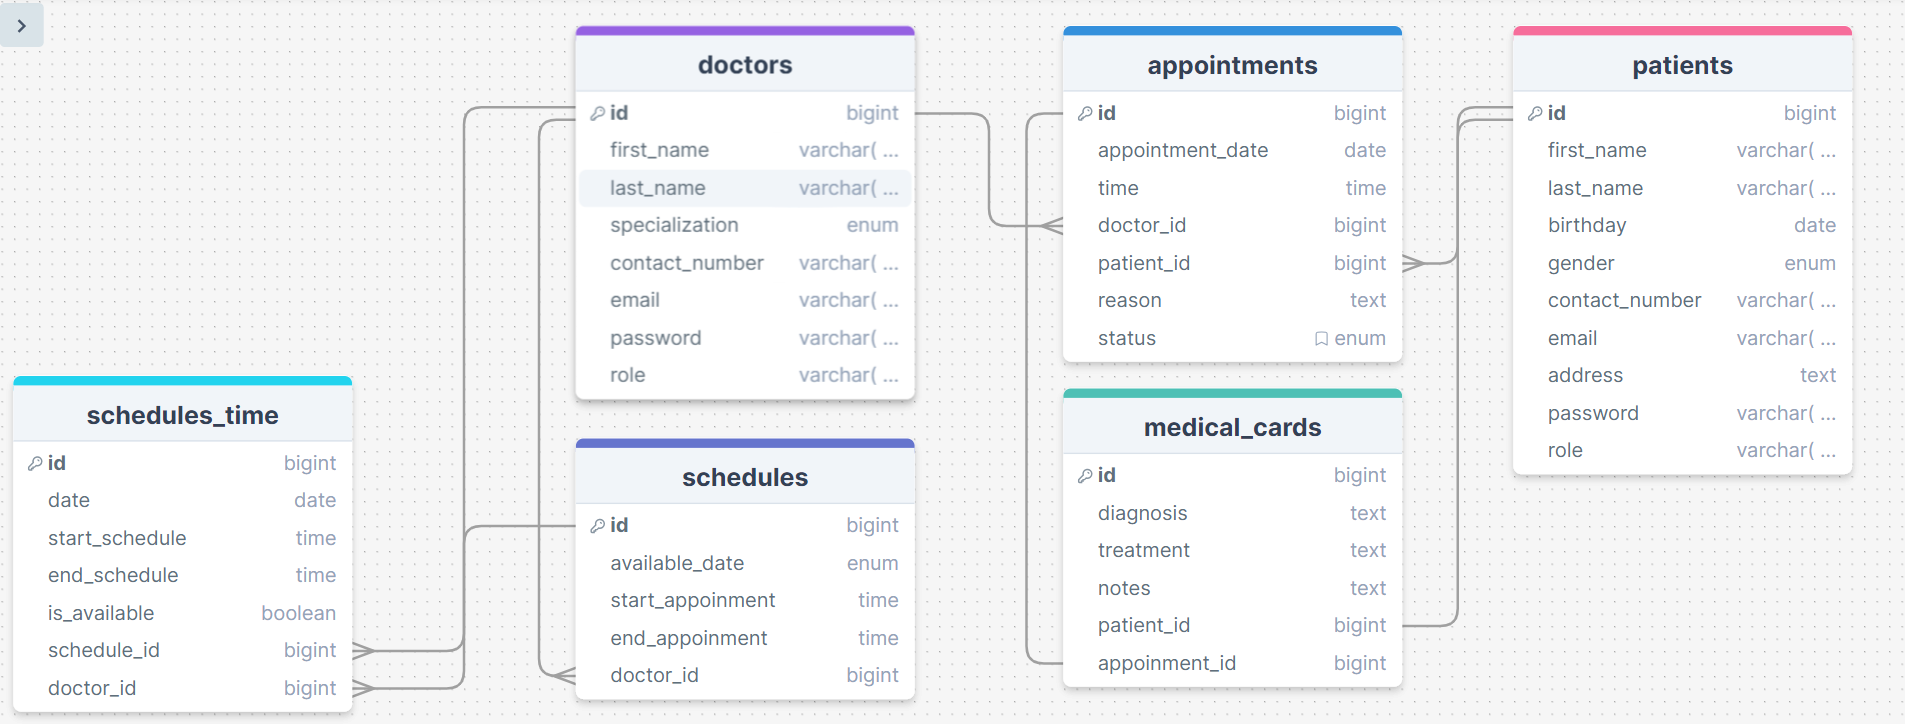 doctors
id bigint
first_name varchar( ...
last_name varchar( ...
specialization enum
contact_number varchar( ...
email varchar( ...
password varchar( ...
role varchar( ...
appointments
id bigint
appointment_date date
time time
doctor_id bigint
patient_id bigint
reason text
status enum
patients
id bigint
first_name varchar( ...
last_name varchar( ...
birthday date
gender enum
contact_number varchar( ...
email varchar( ...
address text
password varchar( ...
role varchar( ...
schedules_time
id bigint
date date
start_schedule time
end_schedule time
is_available boolean
schedule_id bigint
doctor_id bigint
schedules
id bigint
available_date enum
start_appoinment time
end_appoinment time
doctor_id bigint
medical_cards
id bigint
diagnosis text
treatment text
notes text
patient_id bigint
appoinment_id bigint